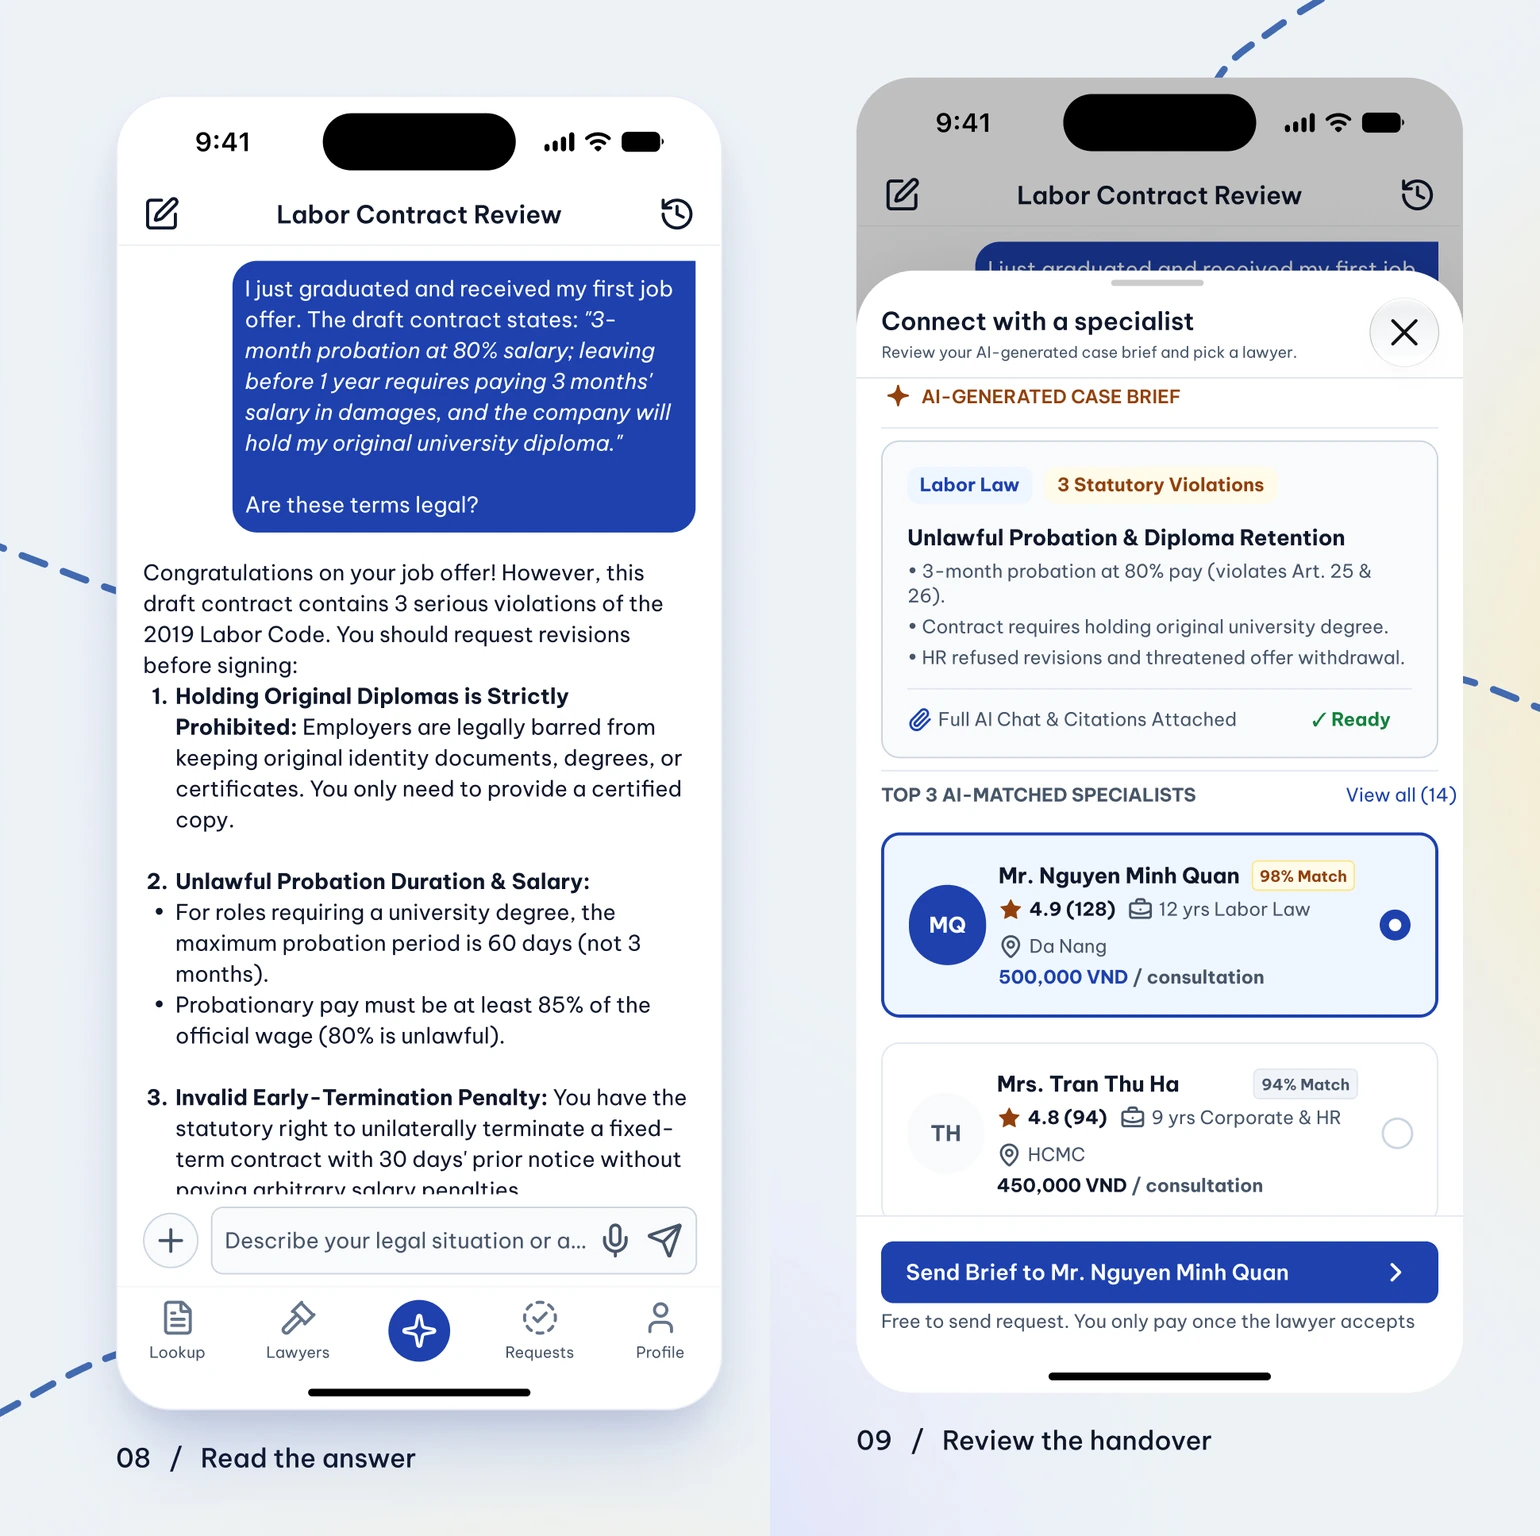 9:41
Labor Contract Review
I just graduated and received my first job
offer. The draft contract states: "3-
month probation at 80% salary; leaving
before 1 year requires paying 3 months'
salary in damages, and the company will
hold my original university diploma."
Are these terms legal?
Congratulations on your job offer! However, this
draft contract contains 3 serious violations of the
2019 Labor Code. You should request revisions
before signing:
1. Holding Original Diplomas is Strictly
Prohibited: Employers are legally barred from
keeping original identity documents, degrees, or
certificates. You only need to provide a certified
copy.
2. Unlawful Probation Duration & Salary:
• For roles requiring a university degree, the
maximum probation period is 60 days (not 3
months).
• Probationary pay must be at least 85% of the
official wage (80% is unlawful).
3. Invalid Early-Termination Penalty: You have the
statutory right to unilaterally terminate a fixed-
term contract with 30 days' prior notice without
paying arbitrary salary penalties
Describe your legal situation or a...
Lookup
Lawyers
Requests
Profile
08 / Read the answer
9:41
Labor Contract Review
I just graduated and received my first job
Connect with a specialist
Review your AI-generated case brief and pick a lawyer.
AI-GENERATED CASE BRIEF
Labor Law
3 Statutory Violations
Unlawful Probation & Diploma Retention
• 3-month probation at 80% pay (violates Art. 25 &
26).
• Contract requires holding original university degree.
• HR refused revisions and threatened offer withdrawal.
Full AI Chat & Citations Attached
✓ Ready
TOP 3 AI-MATCHED SPECIALISTS
View all (14)
MQ
Mr. Nguyen Minh Quan
98% Match
4.9 (128)
12 yrs Labor Law
Da Nang
500,000 VND / consultation
TH
Mrs. Tran Thu Ha
94% Match
4.8 (94)
9 yrs Corporate & HR
HCMC
450,000 VND / consultation
Send Brief to Mr. Nguyen Minh Quan
Free to send request. You only pay once the lawyer accepts
09 / Review the handover